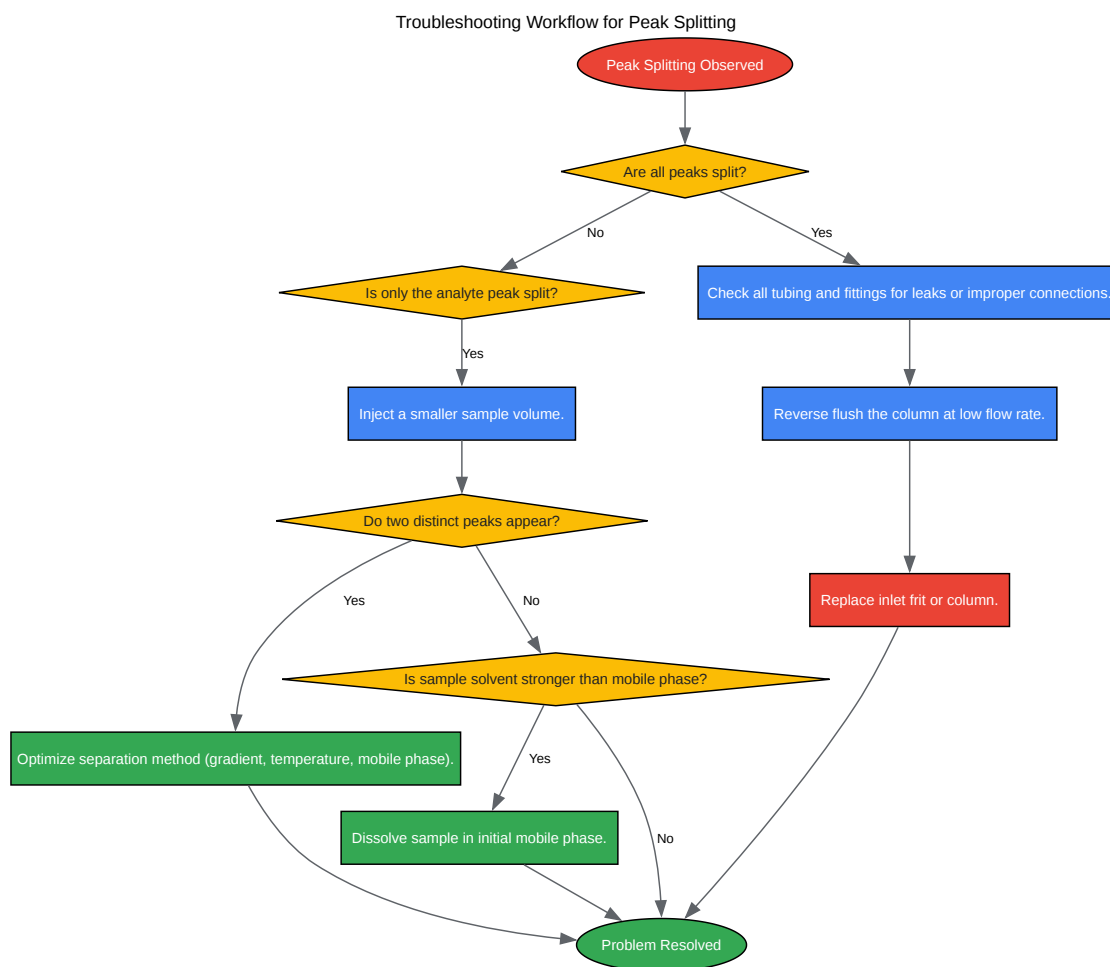 Troubleshooting Workflow for Peak Splitting
Peak Splitting Observed
Are all peaks split?
No
Yes
Is only the analyte peak split?
Check all tubing and fittings for leaks or improper connections.
Yes
Inject a smaller sample volume.
Reverse flush the column at low flow rate.
Do two distinct peaks appear?
Yes
No
Replace inlet frit or column.
Is sample solvent stronger than mobile phase?
Optimize separation method (gradient, temperature, mobile phase).
Yes
Dissolve sample in initial mobile phase.
No
Problem Resolved